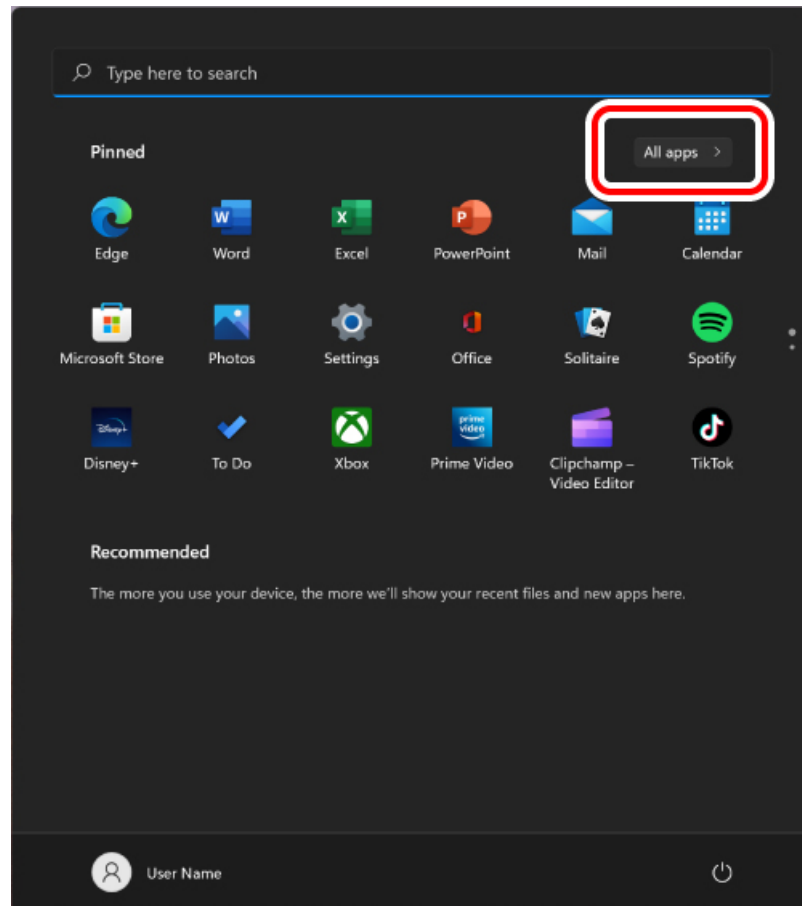 Type here to search
Pinned
All apps >
Edge
Word
Excel
PowerPoint
Mail
Calendar
Microsoft Store
Photos
Settings
Office
Solitaire
Spotify
Disney+
To Do
Xbox
prime video
Prime Video
Clipchamp –
Video Editor
TikTok
Recommended
The more you use your device, the more we'll show your recent files and new apps here.
User Name